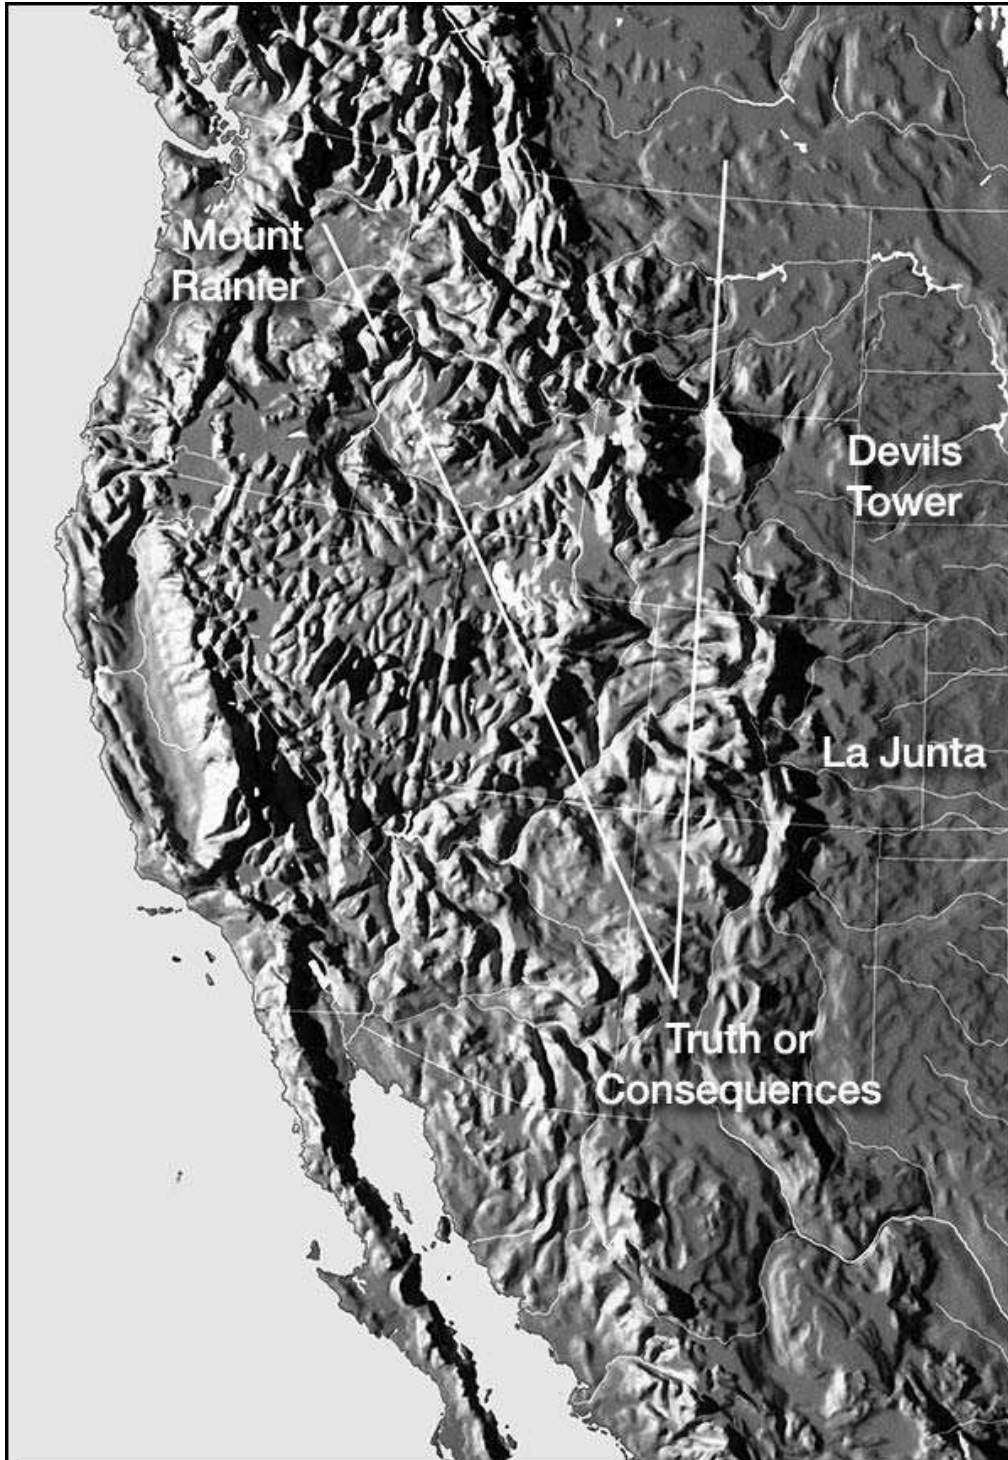 Mount
Rainier
Devils
Tower
La Junta
Truth or
Consequences